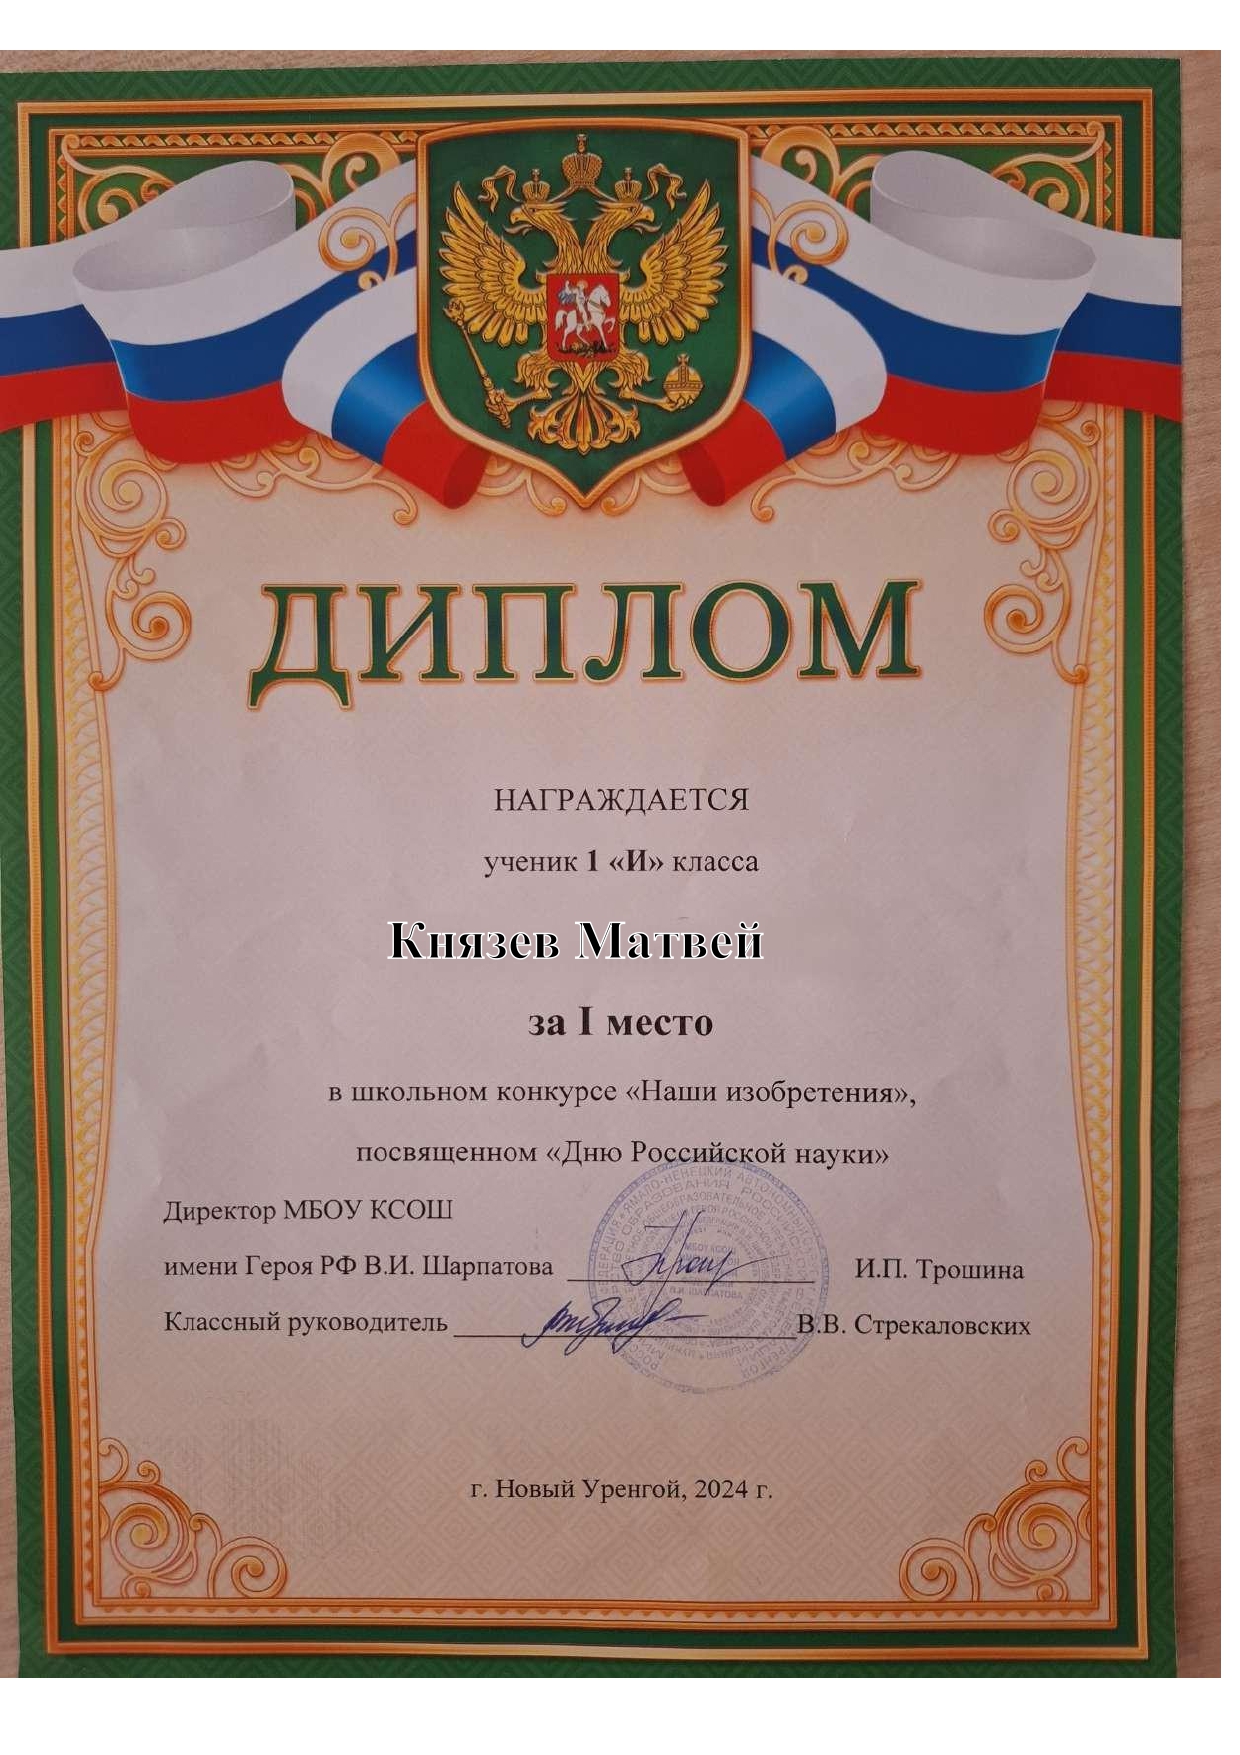 ДИПЛОМ
НАГРАЖДАЕТСЯ
ученик 1 «И» класса
Князев Матвей
за I место
в школьном конкурсе «Наши изобретения»,
посвященном «Дню Российской науки»
Директор МБОУ КСОШ
имени Героя РФ В.И. Шарпатова И.П. Трошина
Классный руководитель В.В. Стрекаловских
г. Новый Уренгой, 2024 г.